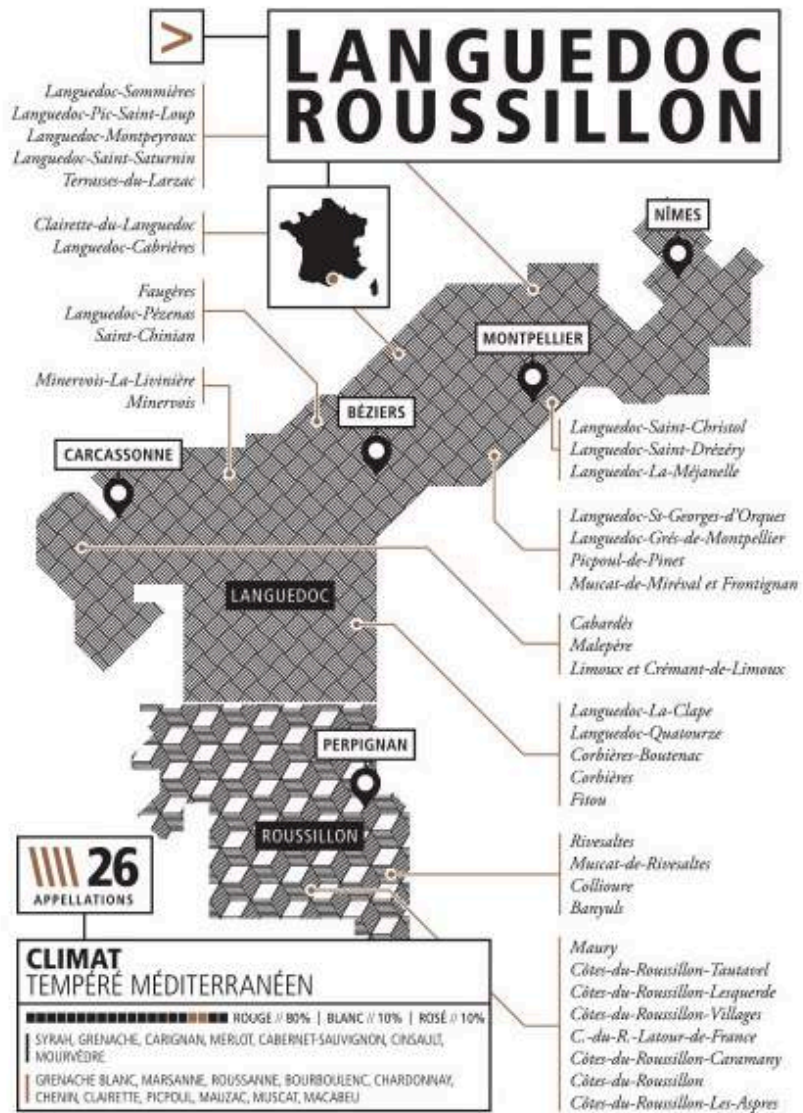 >
LANGUEDOC
ROUSSILLON
Languedoc-Sommières
Languedoc-Pic-Saint-Loup
Languedoc-Montpeyroux
Languedoc-Saint-Saturnin
Terrasses-du-Larzac
Clairette-du-Languedoc
Languedoc-Cabrières
Faugères
Languedoc-Pézenas
Saint-Chinian
Minervois-La-Livinière
Minervois
NÎMES
MONTPELLIER
BÉZIERS
CARCASSONNE
Languedoc-Saint-Christol
Languedoc-Saint-Drézéry
Languedoc-La-Méjanelle
Languedoc-St-Georges-d'Orques
Languedoc-Grés-de-Montpellier
Picpoul-de-Pinet
Muscat-de-Miréval et Frontignan
LANGUEDOC
Cabardès
Malepère
Limoux et Crémant-de-Limoux
Languedoc-La-Clape
Languedoc-Quatourze
Corbières-Boutenac
Corbières
Fitou
PERPIGNAN
ROUSSILLON
Rivesaltes
Muscat-de-Rivesaltes
Collioure
Banyuls
Maury
Côtes-du-Roussillon-Tautavel
Côtes-du-Roussillon-Lesquerde
Côtes-du-Roussillon-Villages
C.-du-R.-Latour-de-France
Côtes-du-Roussillon-Caramany
Côtes-du-Roussillon
Côtes-du-Roussillon-Les-Aspres
26
APPELLATIONS
CLIMAT
TEMPÉRÉ MÉDITERRANÉEN
ROUGE // 80% | BLANC // 10% | ROSÉ // 10%
SYRAH, GRENACHE, CARIGNAN, MERLOT, CABERNET-SAUVIGNON, CINSAULT,
MOURVÈDRE
GRENACHE BLANC, MARSANNE, ROUSSANNE, BOURBOULENC, CHARDONNAY,
CHENIN, CLAIRETTE, PICPOUL, MAUZAC, MUSCAT, MACABEU